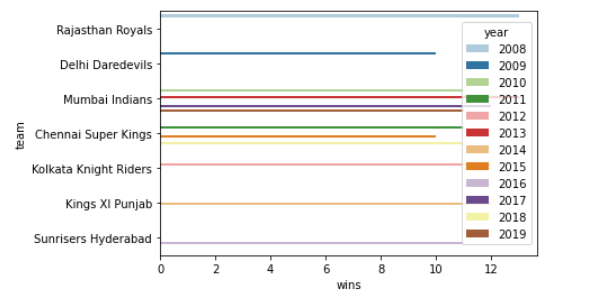 Rajasthan Royals
Delhi Daredevils
Mumbai Indians
Chennai Super Kings
Kolkata Knight Riders
Kings XI Punjab
Sunrisers Hyderabad
team
0 2 4 6 8 10 12
wins
year
2008
2009
2010
2011
2012
2013
2014
2015
2016
2017
2018
2019